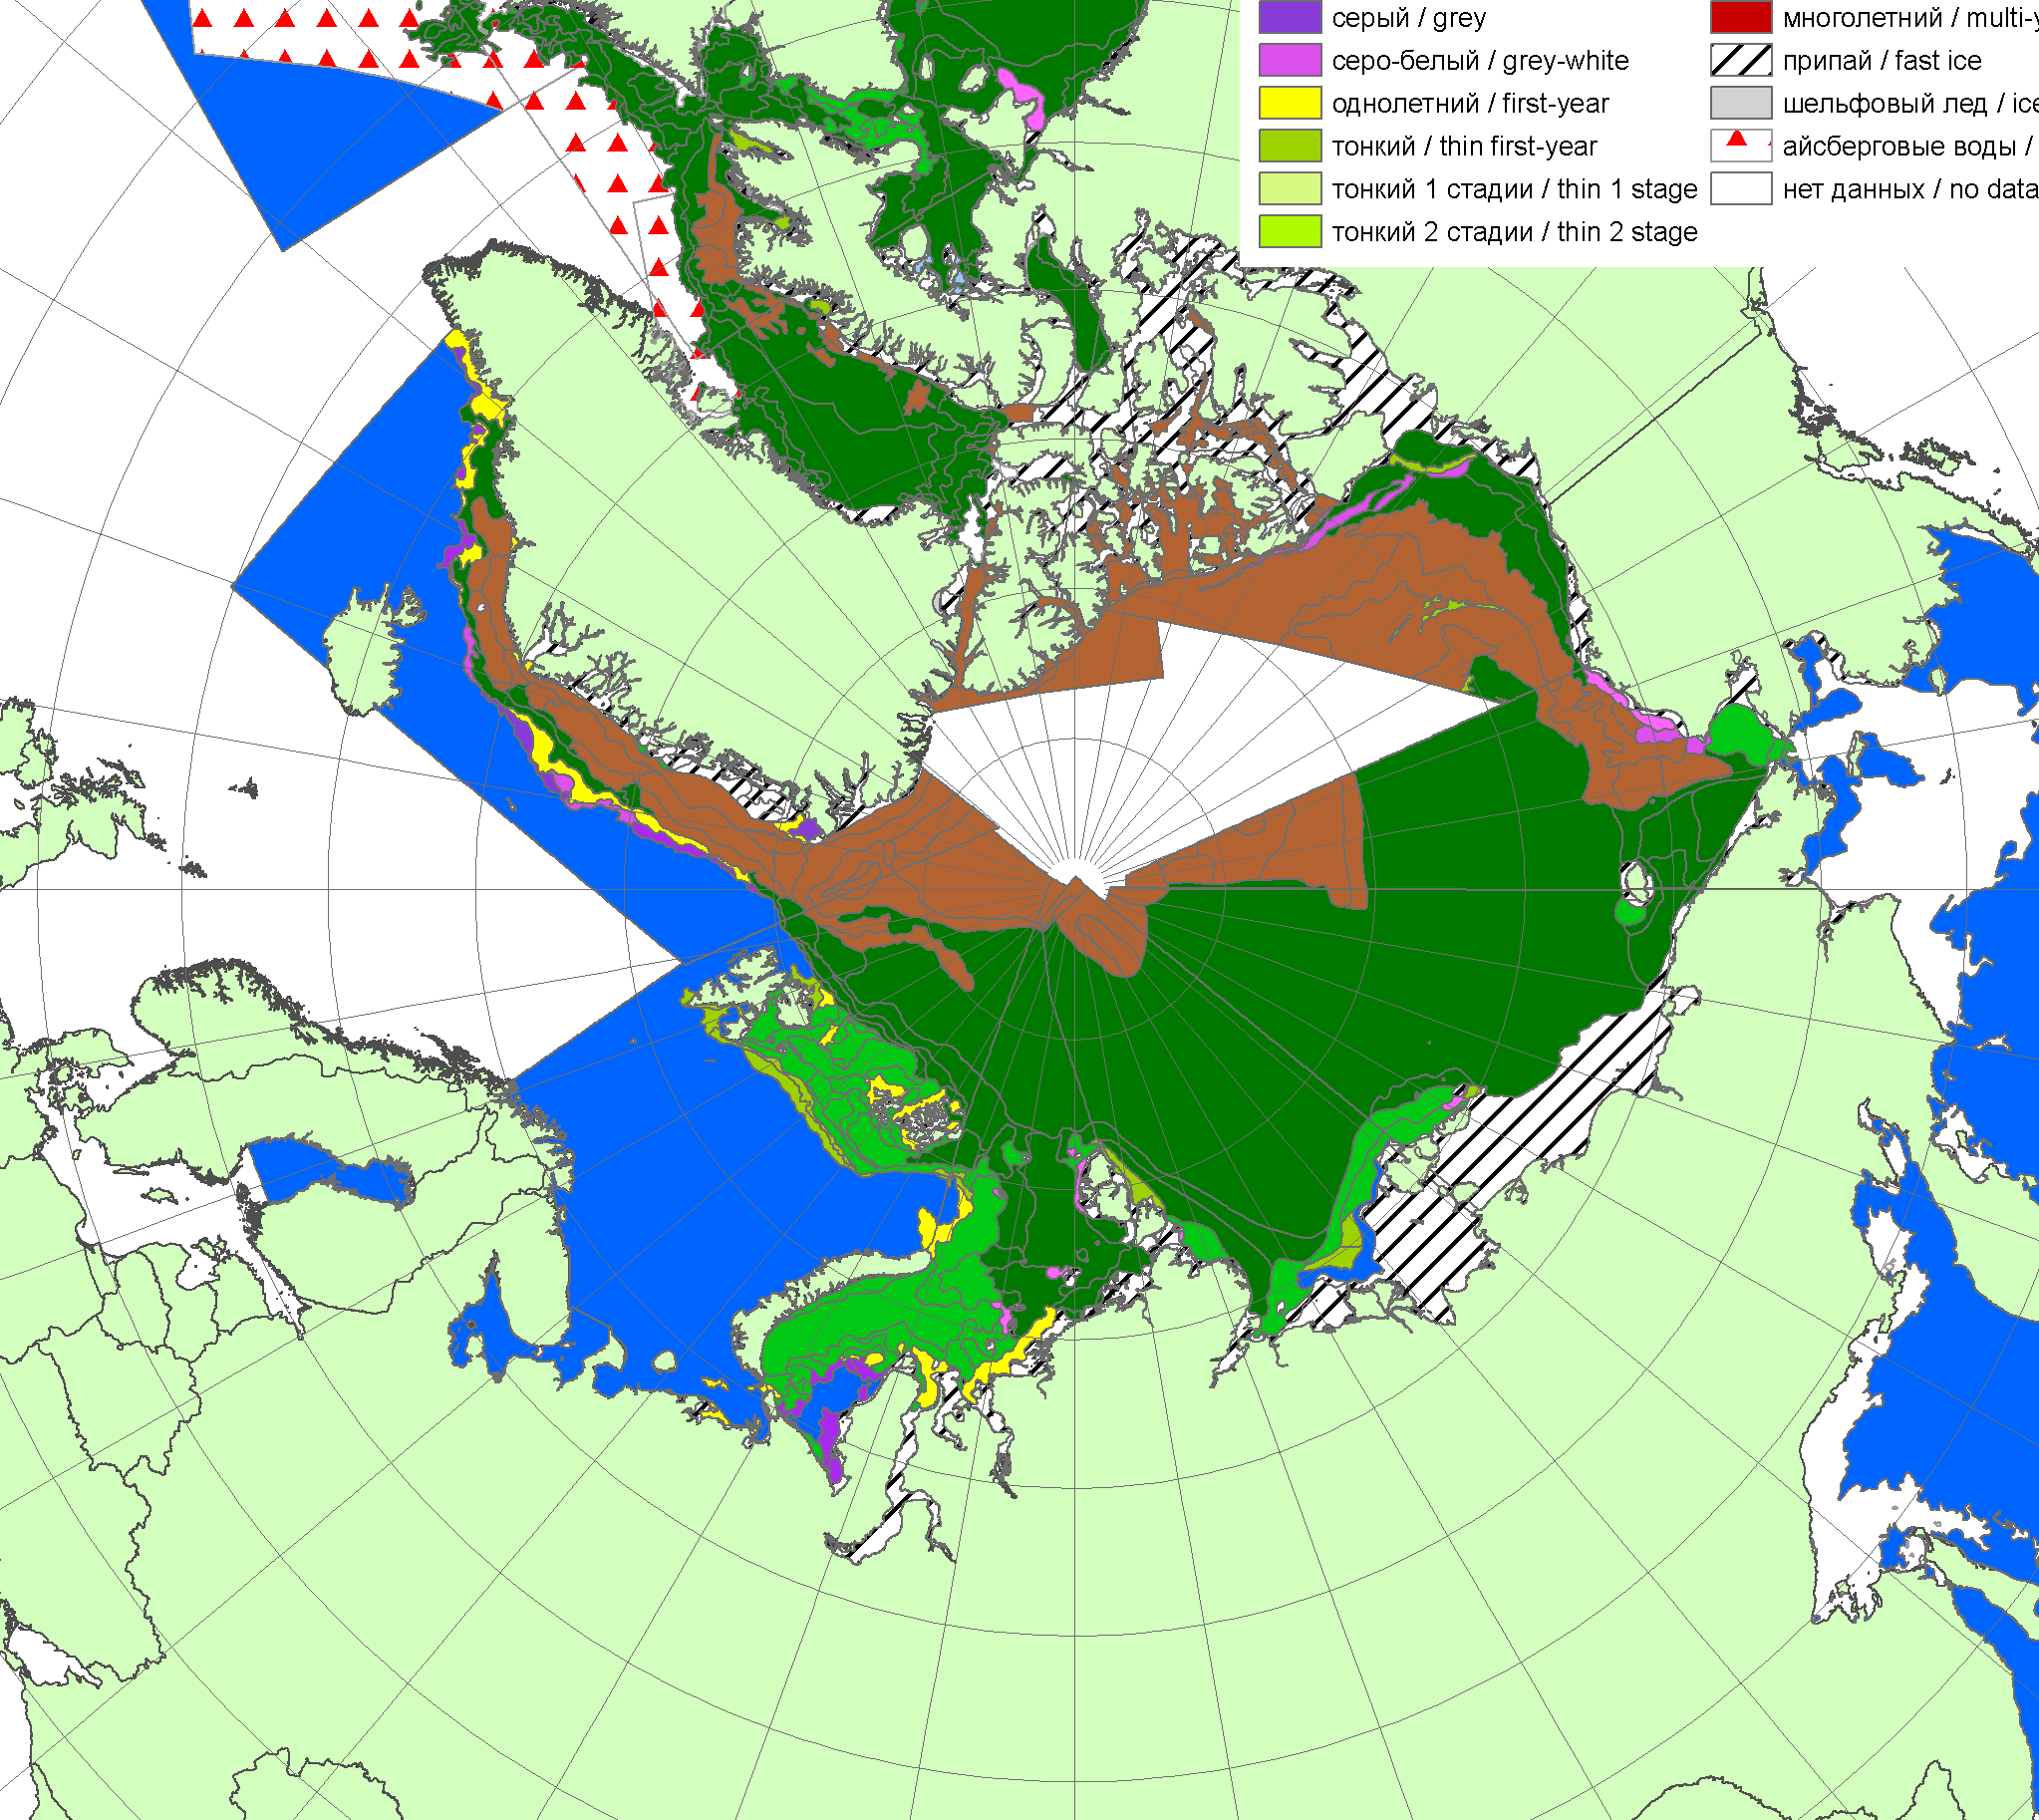 серый / grey
серо-белый / grey-white
однолетний / first-year
тонкий / thin first-year
тонкий 1 стадии / thin 1 stage
тонкий 2 стадии / thin 2 stage
многолетний / multi-y
припай / fast ice
шельфовый лед / ice
айсберговые воды /
нет данных / no data